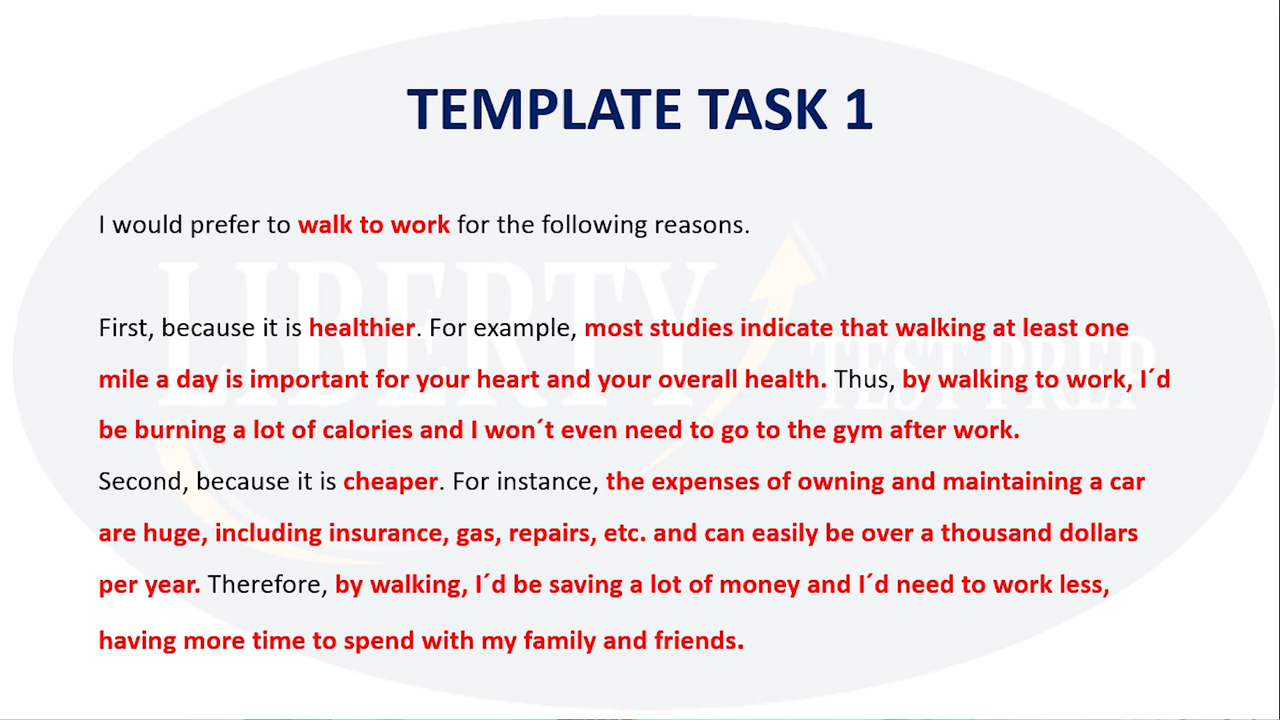 TEMPLATE TASK 1
I would prefer to walk to work for the following reasons.
First, because it is healthier. For example, most studies indicate that walking at least one
mile a day is important for your heart and your overall health. Thus, by walking to work, I´d
be burning a lot of calories and I won´t even need to go to the gym after work.
Second, because it is cheaper. For instance, the expenses of owning and maintaining a car
are huge, including insurance, gas, repairs, etc. and can easily be over a thousand dollars
per year. Therefore, by walking, I´d be saving a lot of money and I´d need to work less,
having more time to spend with my family and friends.
LIBERTY
TEST PREP